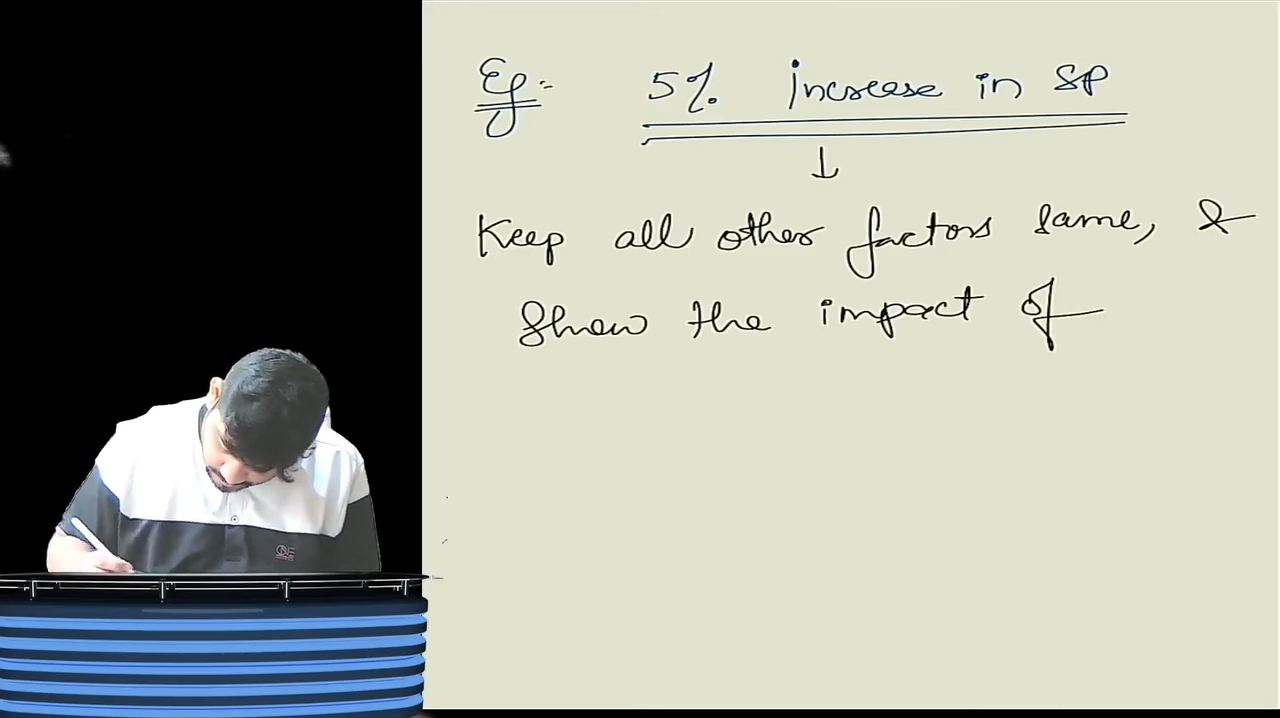 Eg:- 5% increase in SP
Keep all other factors same, &
Show the impact of